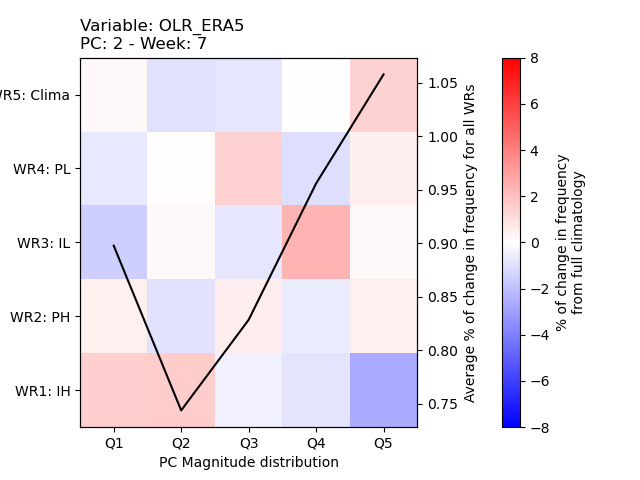 Variable: OLR_ERA5
PC: 2 - Week: 7
WR5: Clima
WR4: PL
WR3: IL
WR2: PH
WR1: IH
Q1 Q2 Q3 Q4 Q5
PC Magnitude distribution
1.05
1.00
0.95
0.90
0.85
0.80
0.75
Average % of change in frequency for all WRs
8
6
4
2
0
−2
−4
−6
−8
% of change in frequency
from full climatology